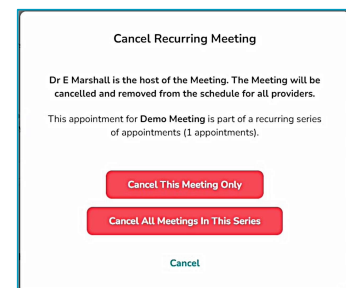 Cancel Recurring Meeting
Dr E Marshall is the host of the Meeting. The Meeting will be
cancelled and removed from the schedule for all providers.
This appointment for Demo Meeting is part of a recurring series
of appointments (1 appointments).
Cancel This Meeting Only
Cancel All Meetings In This Series
Cancel